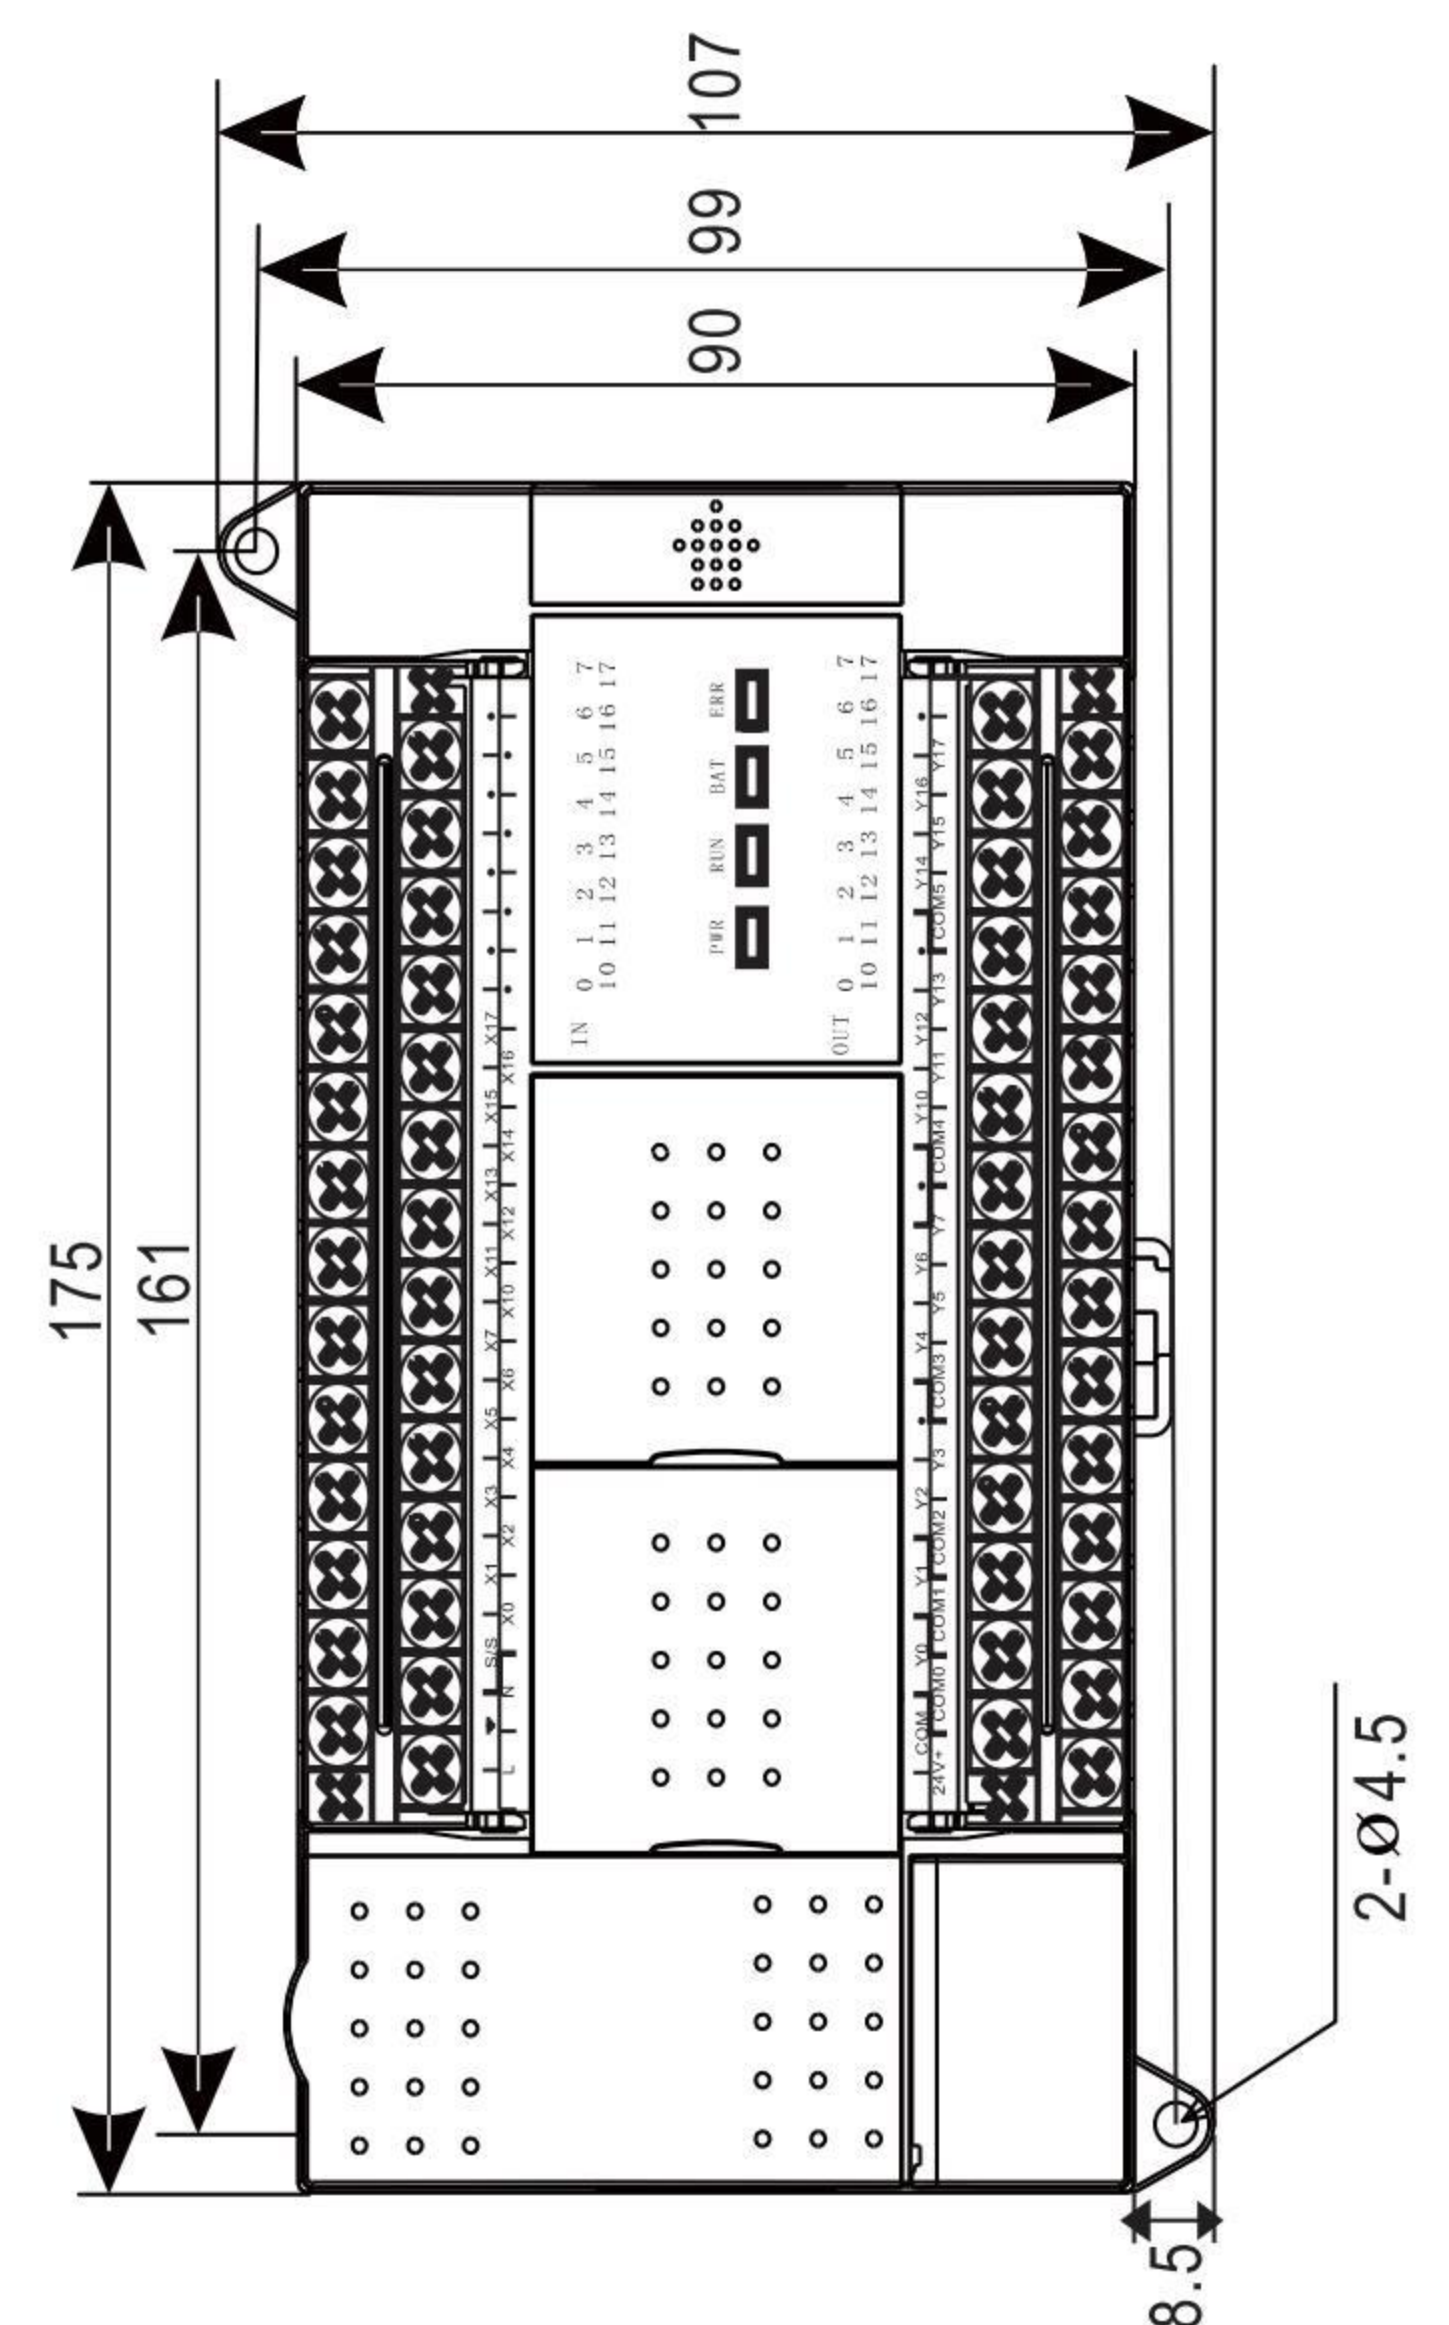 107
99
90
175
161
8.5
2-Ø4.5
IN 0 1 2 3 4 5 6 7
10 11 12 13 14 15 16 17
PWR RUN BAT ERR
OUT 0 1 2 3 4 5 6 7
10 11 12 13 14 15 16 17
S/S X1 X3 X5 X7 X11 X13 X15 X17
L N X0 X2 X4 X6 X10 X12 X14 X16
COM Y0 Y1 Y2 Y4 Y6 Y10 Y12 Y14 Y16
24V+ COM0 COM1 COM2 Y3 COM3 Y5 Y7 COM4 Y11 Y13 COM5 Y15 Y17